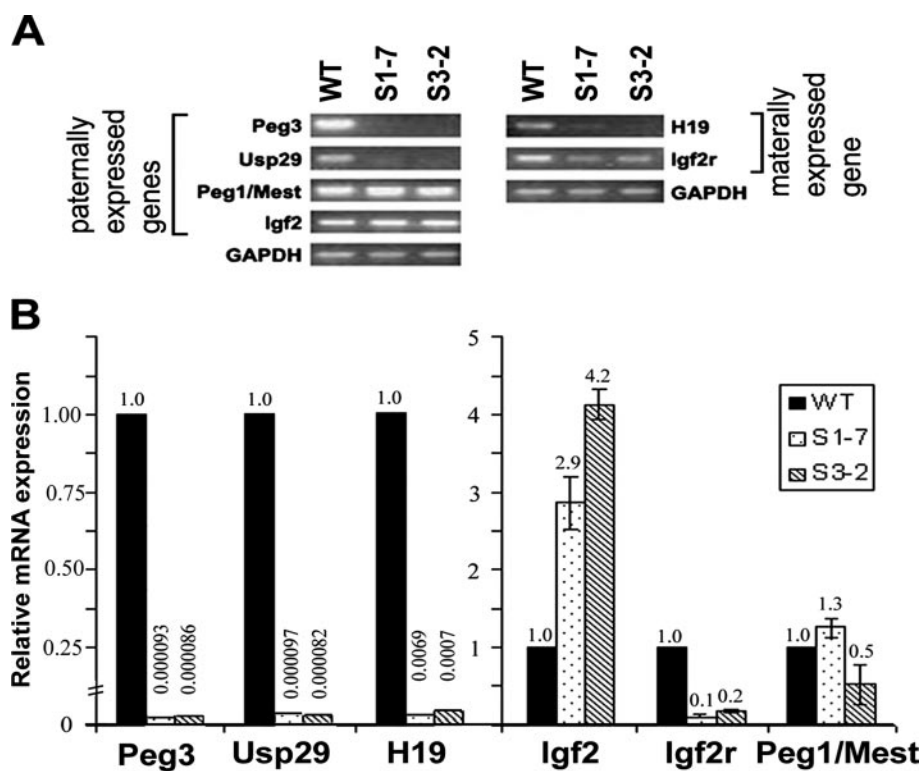 A
WT S1-7 S3-2
WT S1-7 S3-2
paternally
expressed
genes
Peg3
Usp29
Peg1/Mest
Igf2
GAPDH
H19
Igf2r
GAPDH
materally
expressed
gene
B
Relative mRNA expression
1.00
0.75
0.50
0.25
0
1.0
0.000093
0.000086
1.0
0.000097
0.000082
1.0
0.0069
0.0007
5
4
3
2
1
0
1.0
2.9
4.2
1.0
0.1
0.2
1.0
1.3
0.5
WT
S1-7
S3-2
Peg3 Usp29 H19 Igf2 Igf2r Peg1/Mest